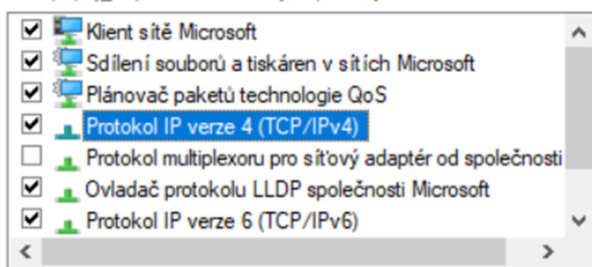 Klient sítě Microsoft
Sdílení souborů a tiskáren v sítích Microsoft
Plánovač paketů technologie QoS
Protokol IP verze 4 (TCP/IPv4)
Protokol multiplexoru pro síťový adaptér od společnosti
Ovladač protokolu LLDP společnosti Microsoft
Protokol IP verze 6 (TCP/IPv6)